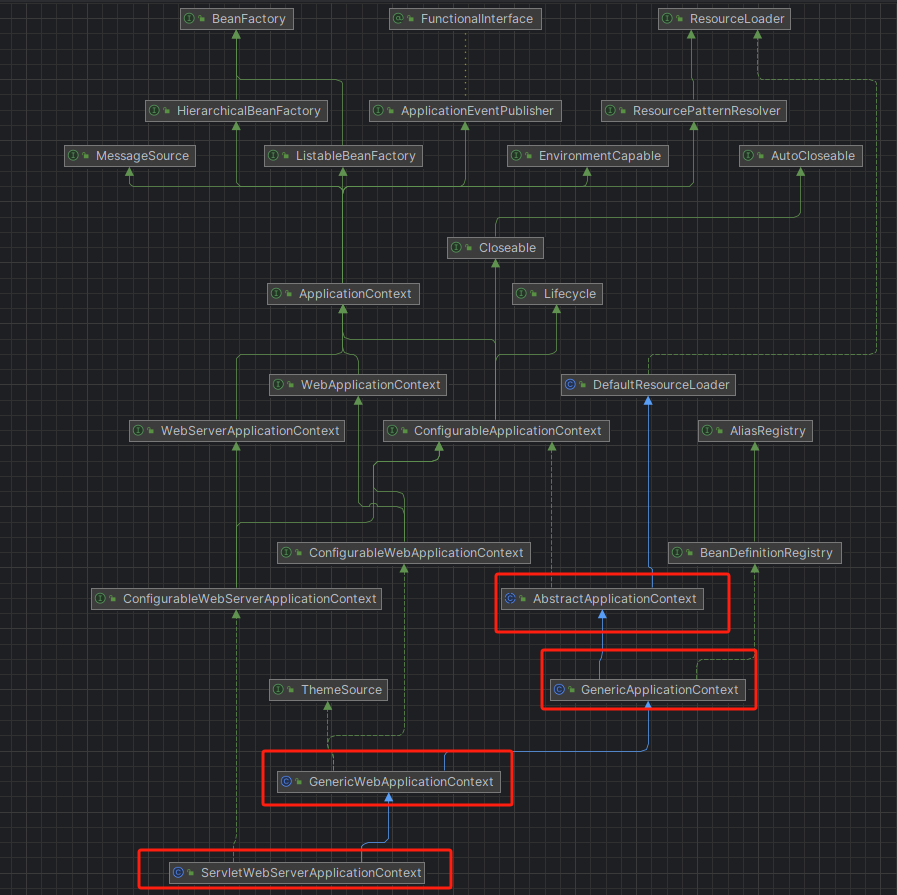 BeanFactory
FunctionalInterface
ResourceLoader
HierarchicalBeanFactory
ApplicationEventPublisher
ResourcePatternResolver
MessageSource
ListableBeanFactory
EnvironmentCapable
AutoCloseable
Closeable
ApplicationContext
Lifecycle
WebApplicationContext
DefaultResourceLoader
WebServerApplicationContext
ConfigurableApplicationContext
AliasRegistry
ConfigurableWebApplicationContext
BeanDefinitionRegistry
ConfigurableWebServerApplicationContext
AbstractApplicationContext
ThemeSource
GenericApplicationContext
GenericWebApplicationContext
ServletWebServerApplicationContext